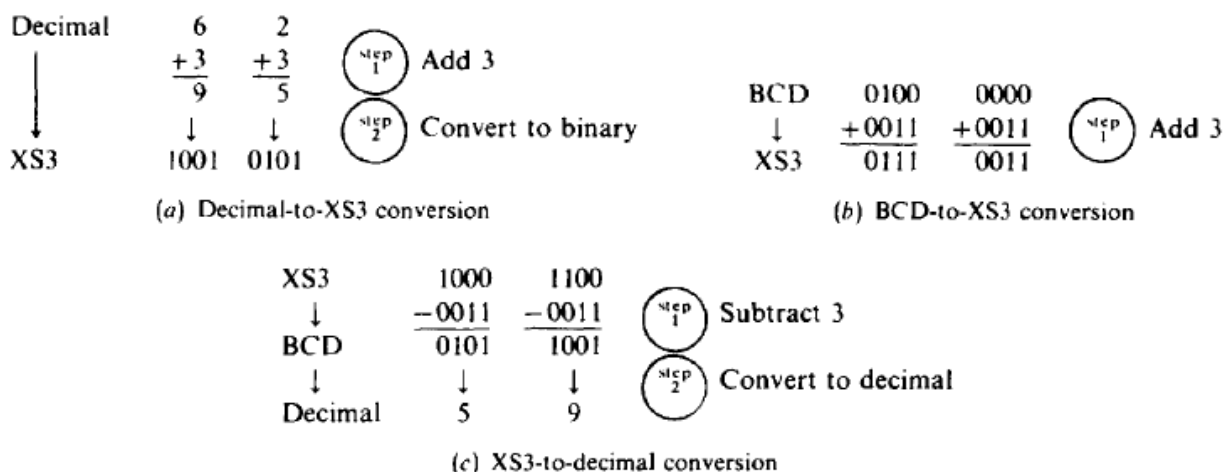 Decimal 6 2
+3 +3 step 1 Add 3
9 5
↓ ↓ step 2 Convert to binary
XS3 1001 0101
(a) Decimal-to-XS3 conversion
BCD 0100 0000
↓ +0011 +0011 step 1 Add 3
XS3 0111 0011
(b) BCD-to-XS3 conversion
XS3 1000 1100
↓ −0011 −0011 step 1 Subtract 3
BCD 0101 1001
↓ ↓ ↓ step 2 Convert to decimal
Decimal 5 9
(c) XS3-to-decimal conversion